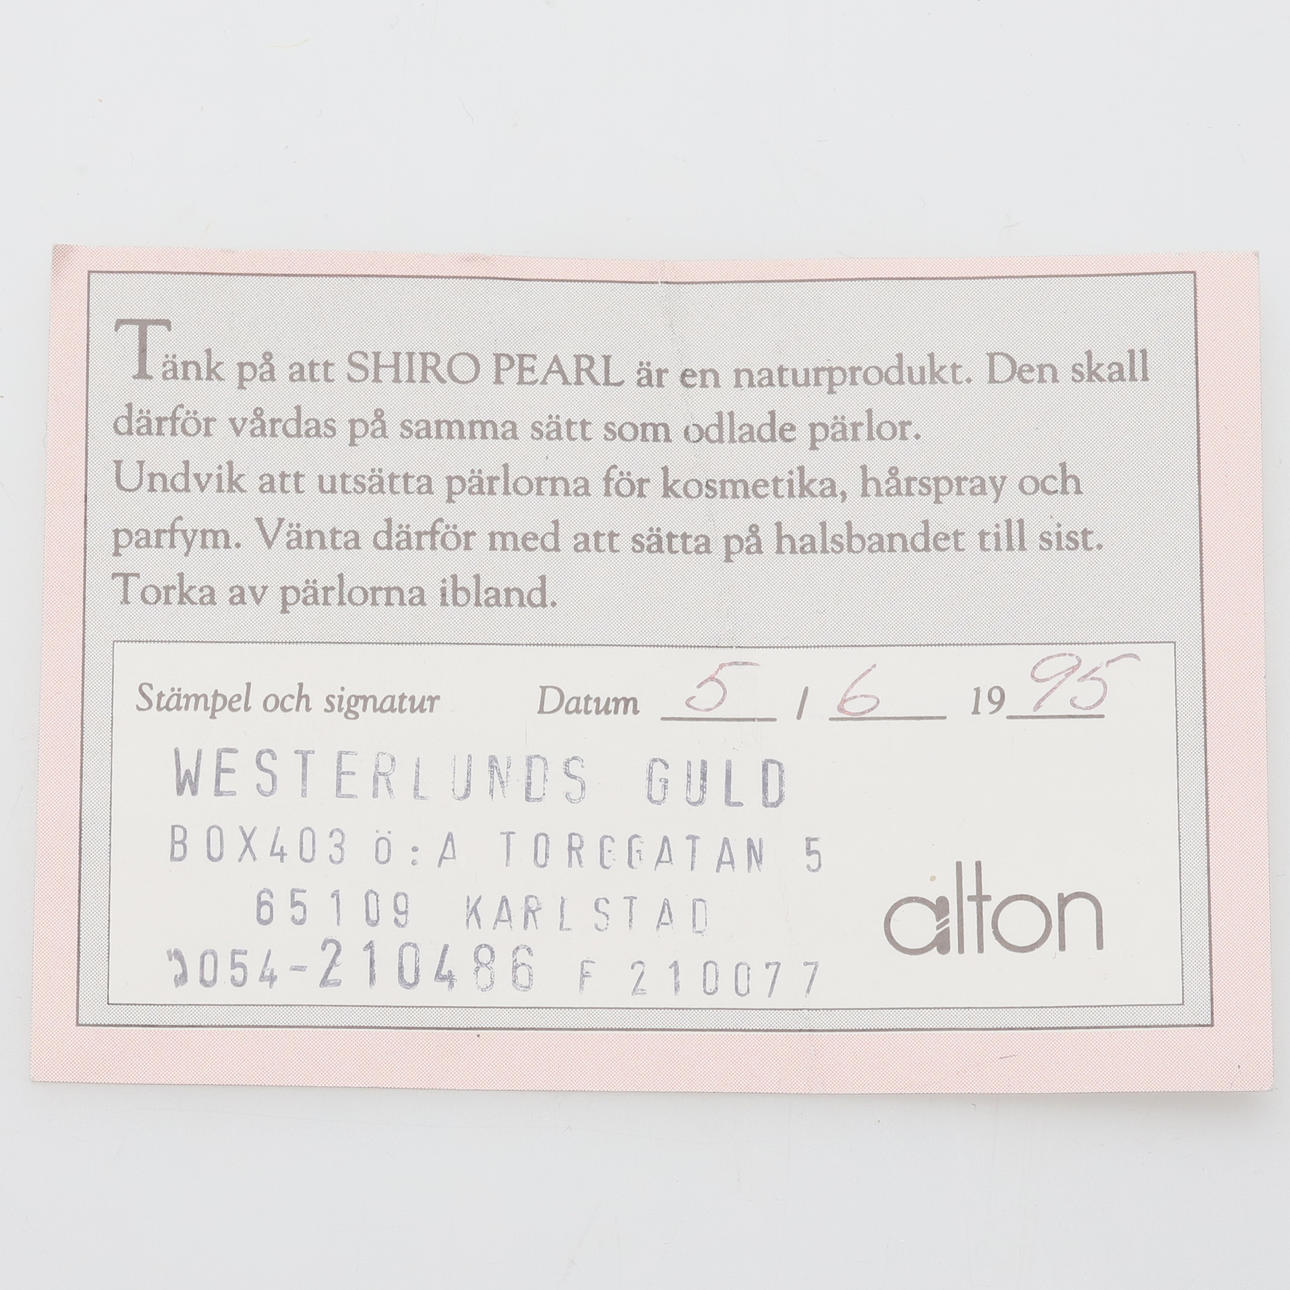 Tänk på att SHIRO PEARL är en naturprodukt. Den skall
därför vårdas på samma sätt som odlade pärlor.
Undvik att utsätta pärlorna för kosmetika, hårspray och
parfym. Vänta därför med att sätta på halsbandet till sist.
Torka av pärlorna ibland.
Stämpel och signatur Datum 5 / 6 1995
WESTERLUNDS GULD
BOX403 Ö:A TORGGATAN 5
65109 KARLSTAD
054-210486 F 210077
alton